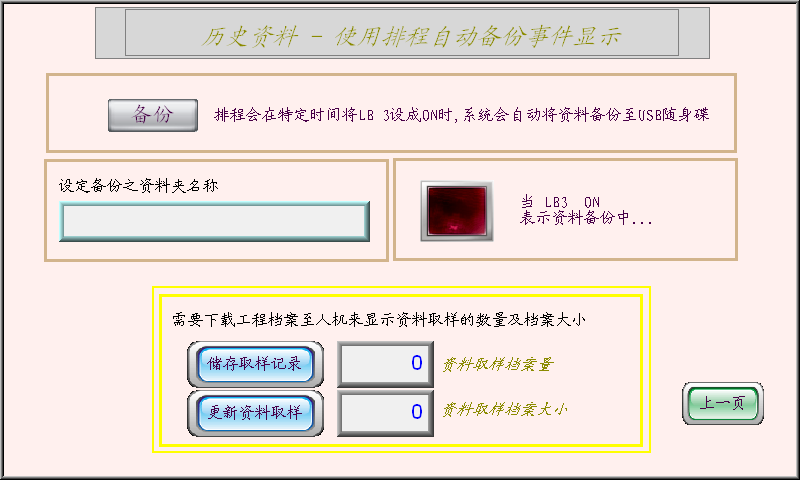 历史资料 - 使用排程自动备份事件显示
备份
排程会在特定时间将LB 3设成ON时,系统会自动将资料备份至USB随身碟
设定备份之资料夹名称
当 LB3 ON
表示资料备份中...
需要下载工程档案至人机来显示资料取样的数量及档案大小
储存取样记录
0
资料取样档案量
更新资料取样
0
资料取样档案大小
上一页